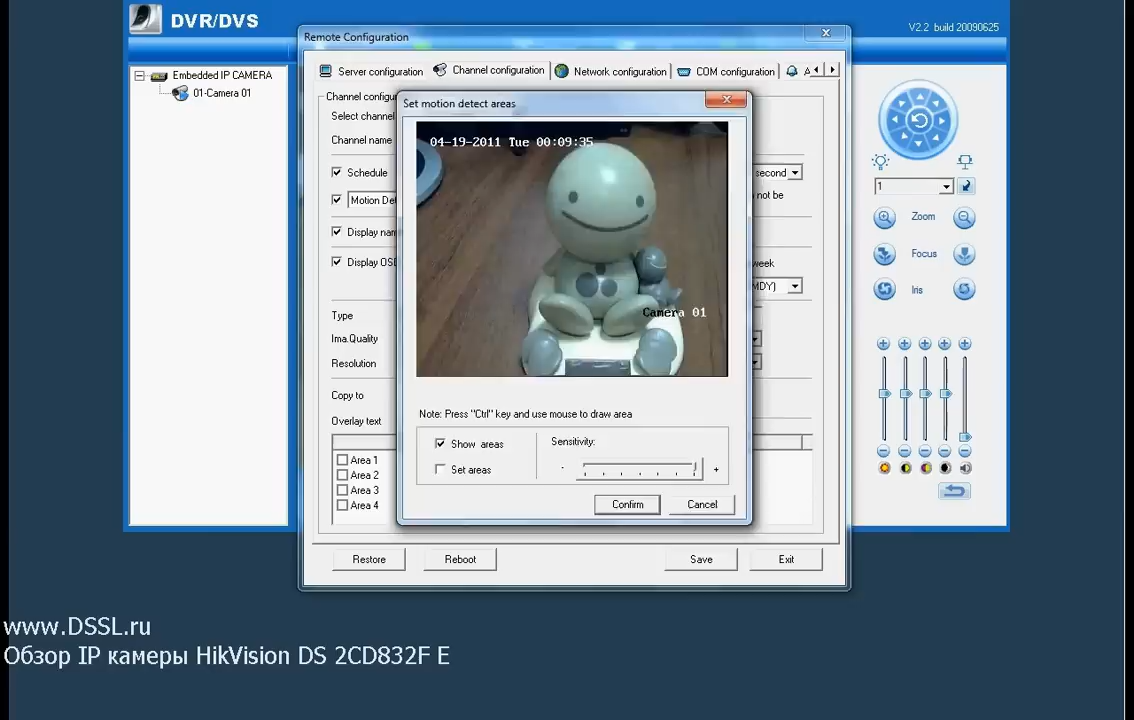 DVR/DVS
V2.2 build 20090625
Remote Configuration
Embedded IP CAMERA
01-Camera 01
Server configuration
Channel configuration
Network configuration
COM configuration
A
Set motion detect areas
Channel configu
Select channel
Channel name
Schedule
second
Motion De
not be
Display nam
Display OS
week
MDY)
Type
Ima.Quality
Resolution
Copy to
Overlay text
Area 1
Area 2
Area 3
Area 4
04-19-2011 Tue 00:09:35
Camera 01
Note: Press "Ctrl" key and use mouse to draw area
Show areas
Set areas
Sensitivity:
- +
Confirm
Cancel
Restore
Reboot
Save
Exit
1
Zoom
Focus
Iris
www.DSSL.ru
Обзор IP камеры HikVision DS 2CD832F E